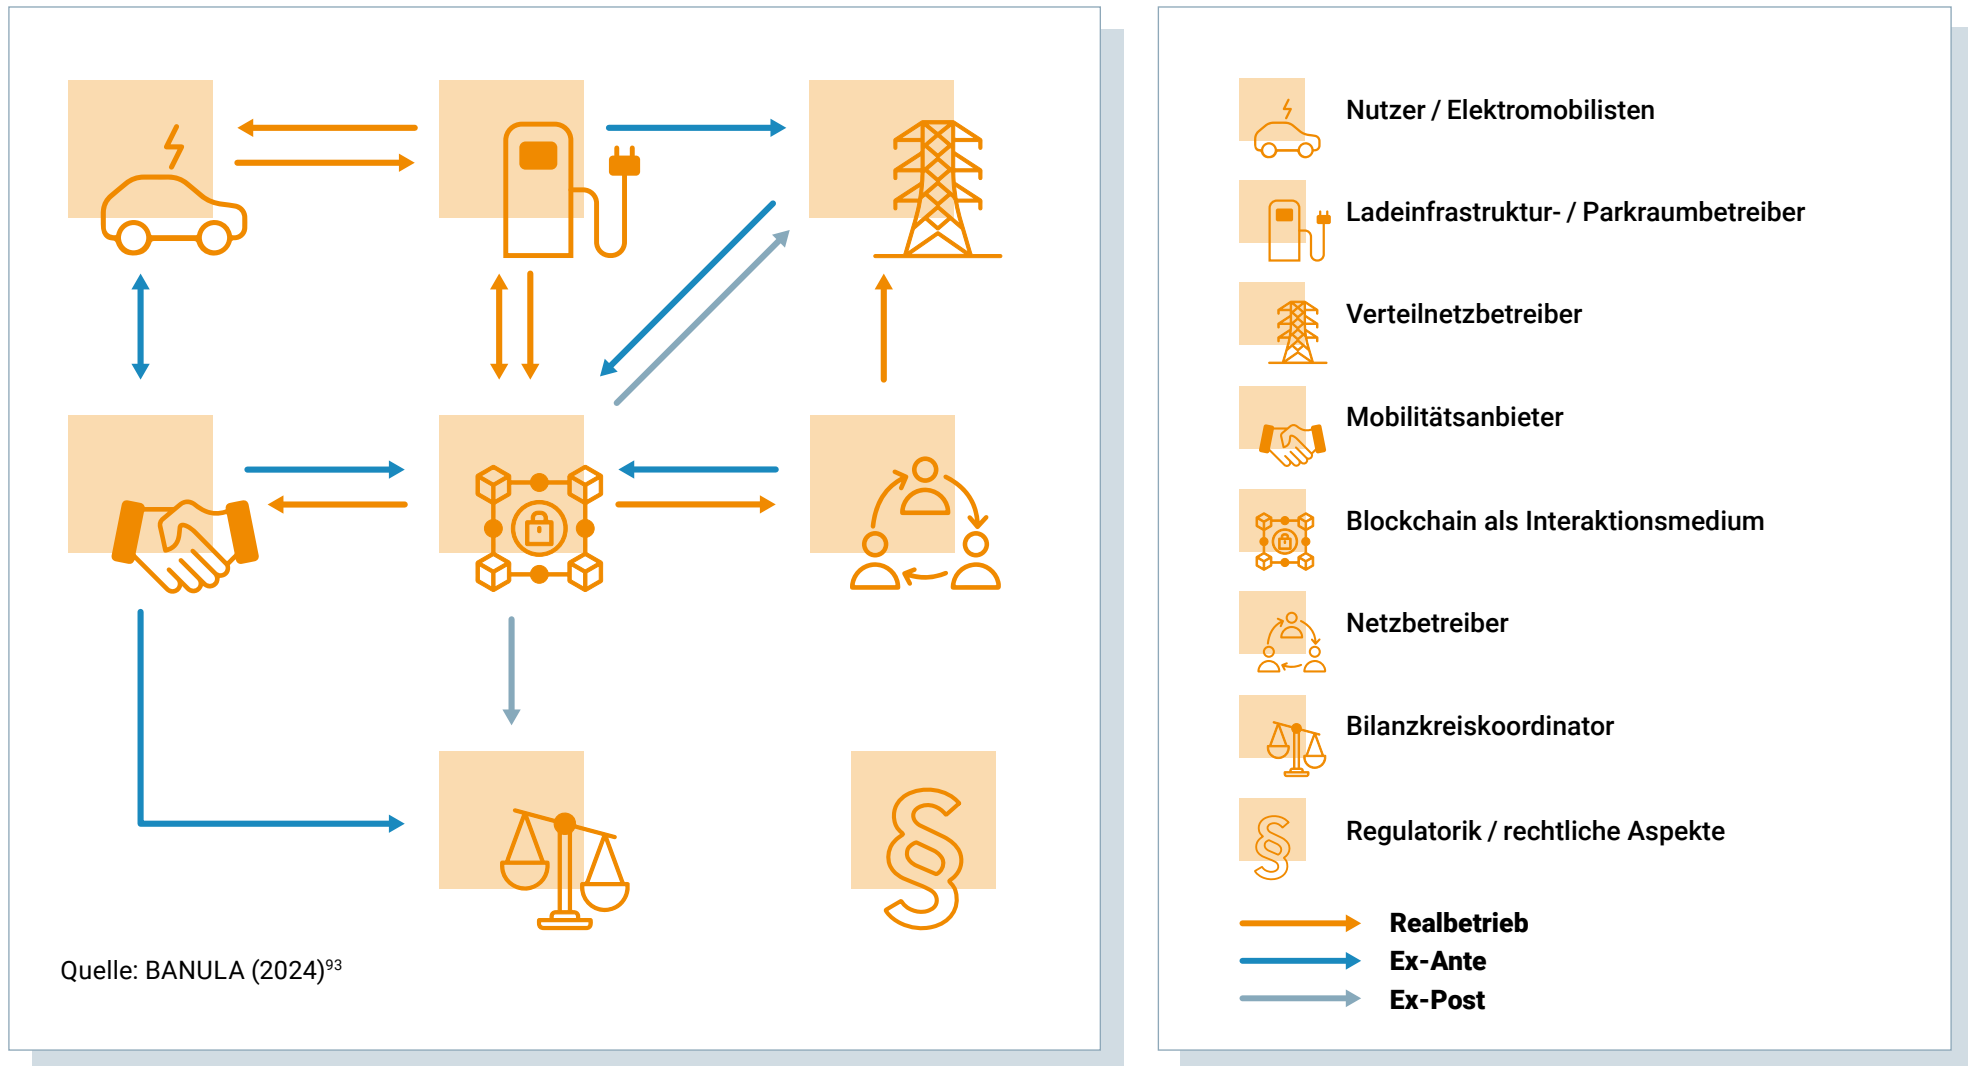 Quelle: BANULA (2024)93
Nutzer / Elektromobilisten
Ladeinfrastruktur- / Parkraumbetreiber
Verteilnetzbetreiber
Mobilitätsanbieter
Blockchain als Interaktionsmedium
Netzbetreiber
Bilanzkreiskoordinator
Regulatorik / rechtliche Aspekte
Realbetrieb
Ex-Ante
Ex-Post